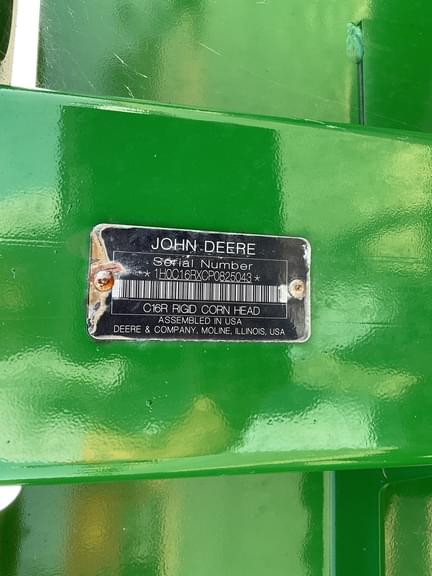 JOHN DEERE
Serial Number
*1H0C16RXCP0825043*
C16R RIGID CORN HEAD
ASSEMBLED IN USA
DEERE & COMPANY, MOLINE, ILLINOIS, USA